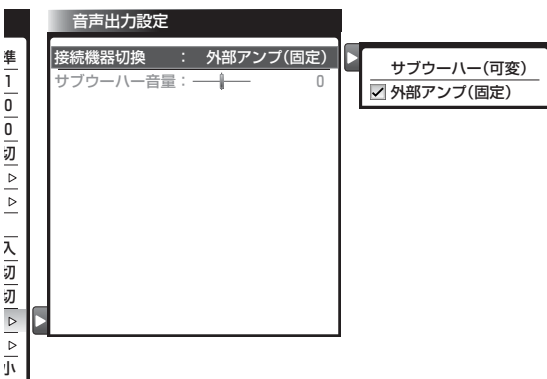 音声出力設定
接続機器切換 : 外部アンプ(固定)
サブウーハー音量 : 0
サブウーハー(可変)
外部アンプ(固定)
準
1
0
0
切
入
切
切
小